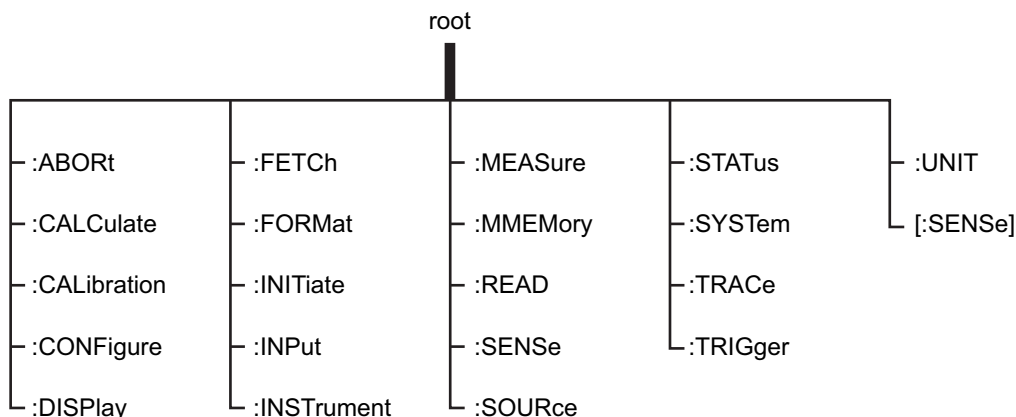 root
:ABORt
:CALCulate
:CALibration
:CONFigure
:DISPlay
:FETCh
:FORMat
:INITiate
:INPut
:INSTrument
:MEASure
:MMEMory
:READ
:SENSe
:SOURce
:STATus
:SYSTem
:TRACe
:TRIGger
:UNIT
[:SENSe]